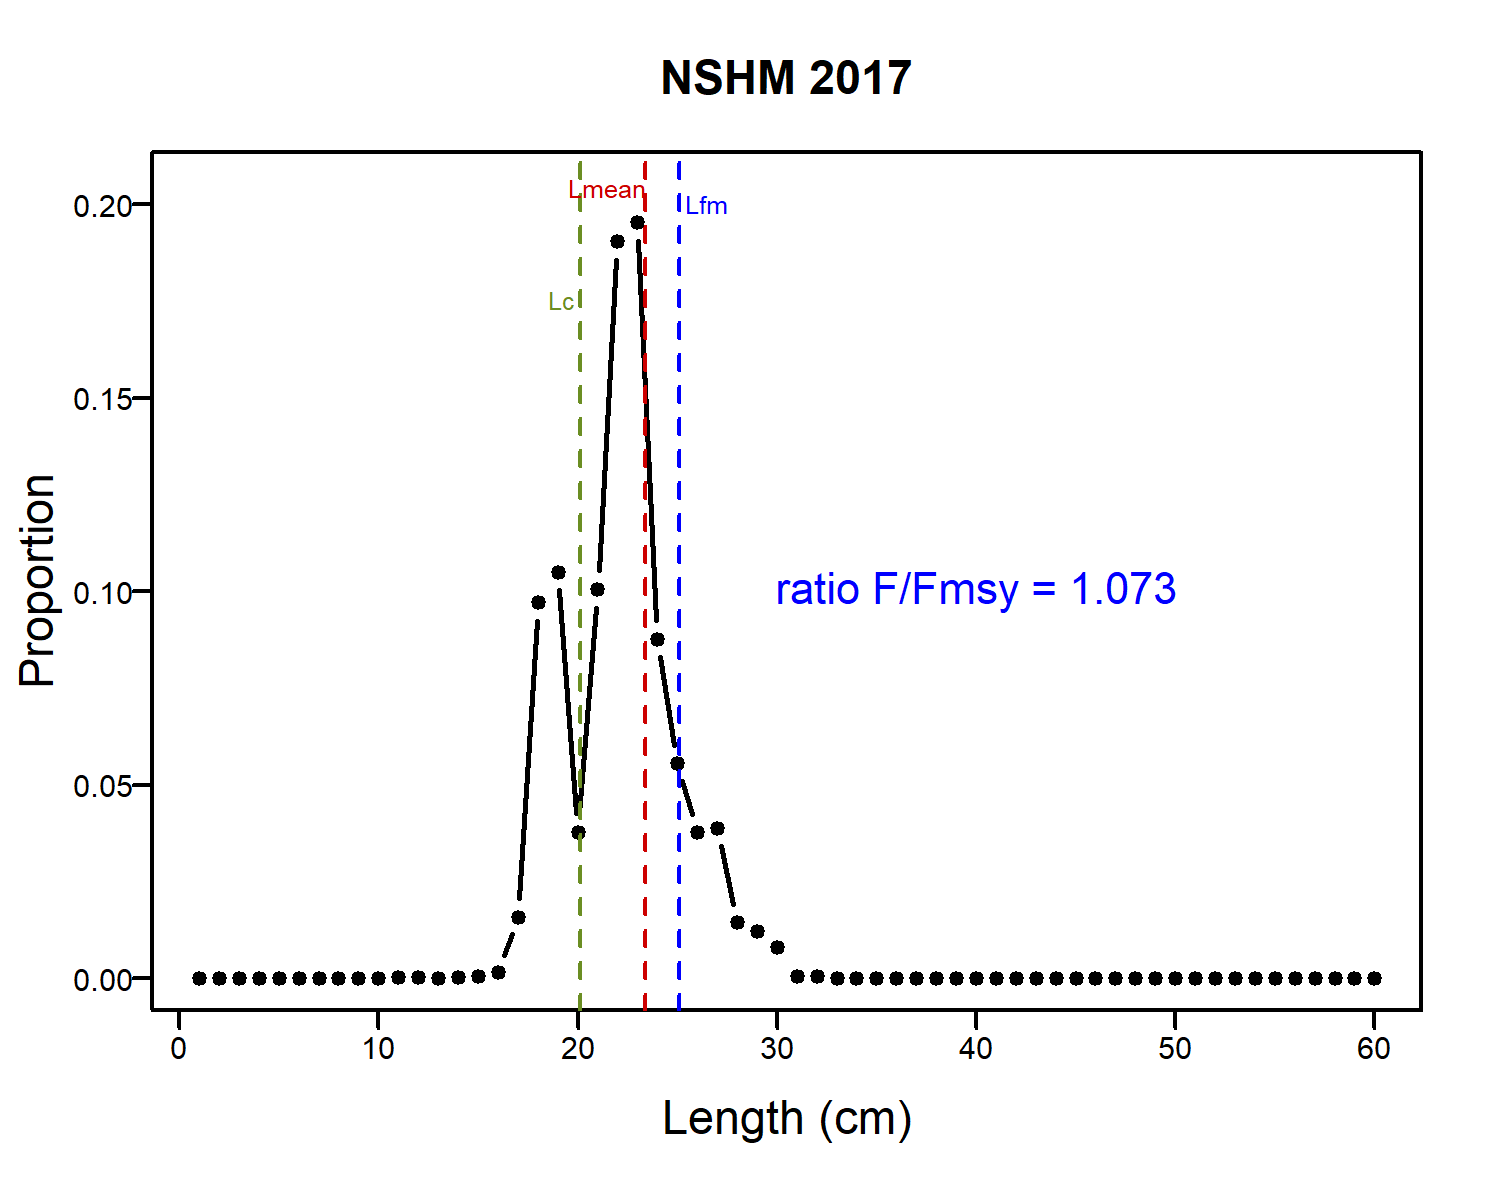 NSHM 2017
Lmean
Lfm
Lc
ratio F/Fmsy = 1.073
Proportion
0.20
0.15
0.10
0.05
0.00
0 10 20 30 40 50 60
Length (cm)